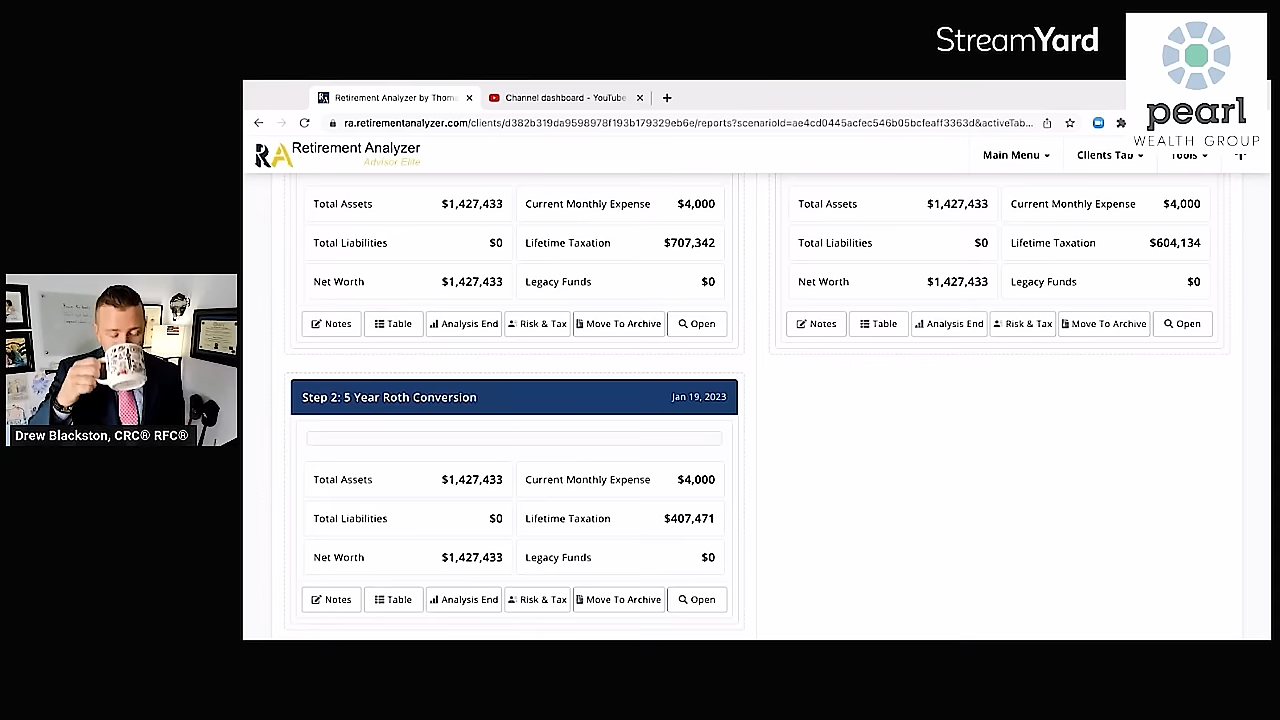 StreamYard
pearl
WEALTH GROUP
Retirement Analyzer by Thom
Channel dashboard - YouTube
ra.retirementanalyzer.com/clients/d382b319da9598978f193b179329eb6e/reports?scenarioId=ae4cd0445acfec546b05bcfeaff3363d&activeTab...
RA Retirement Analyzer
Advisor Elite
Main Menu
Clients Tab
Tools
Total Assets $1,427,433 Current Monthly Expense $4,000
Total Liabilities $0 Lifetime Taxation $707,342
Net Worth $1,427,433 Legacy Funds $0
Notes Table Analysis End Risk & Tax Move To Archive Open
Total Assets $1,427,433 Current Monthly Expense $4,000
Total Liabilities $0 Lifetime Taxation $604,134
Net Worth $1,427,433 Legacy Funds $0
Notes Table Analysis End Risk & Tax Move To Archive Open
Step 2: 5 Year Roth Conversion Jan 19, 2023
Total Assets $1,427,433 Current Monthly Expense $4,000
Total Liabilities $0 Lifetime Taxation $407,471
Net Worth $1,427,433 Legacy Funds $0
Notes Table Analysis End Risk & Tax Move To Archive Open
Drew Blackston, CRC® RFC®